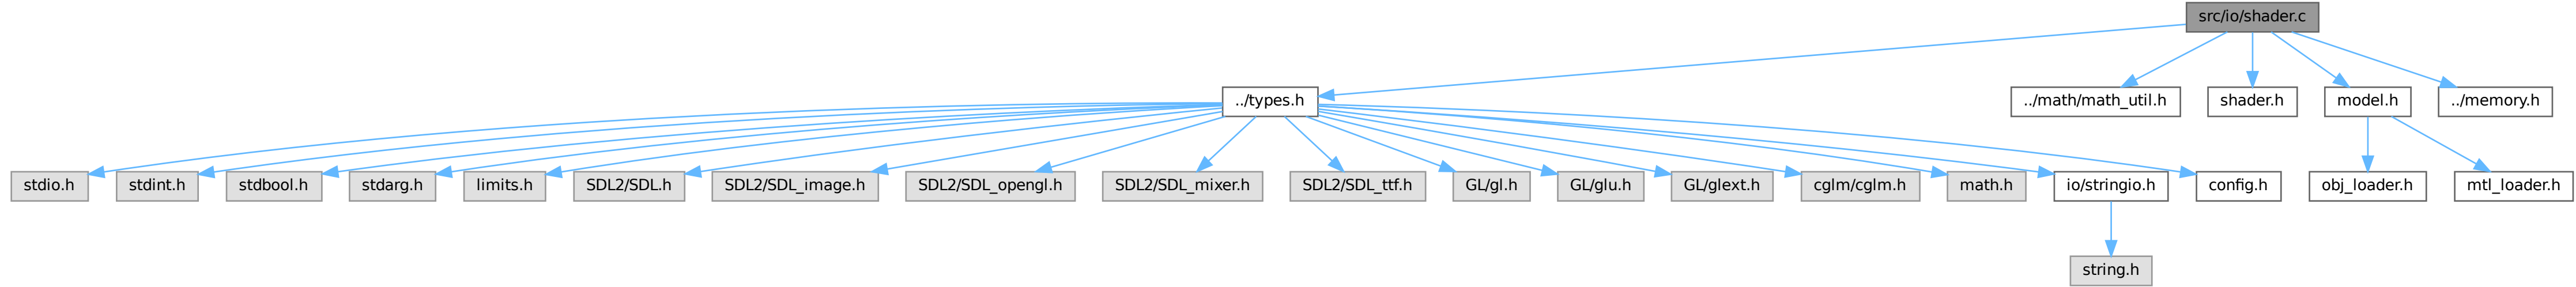 src/io/shader.c
../types.h
../math/math_util.h
shader.h
model.h
../memory.h
stdio.h
stdint.h
stdbool.h
stdarg.h
limits.h
SDL2/SDL.h
SDL2/SDL_image.h
SDL2/SDL_opengl.h
SDL2/SDL_mixer.h
SDL2/SDL_ttf.h
GL/gl.h
GL/glu.h
GL/glext.h
cglm/cglm.h
math.h
io/stringio.h
config.h
obj_loader.h
mtl_loader.h
string.h